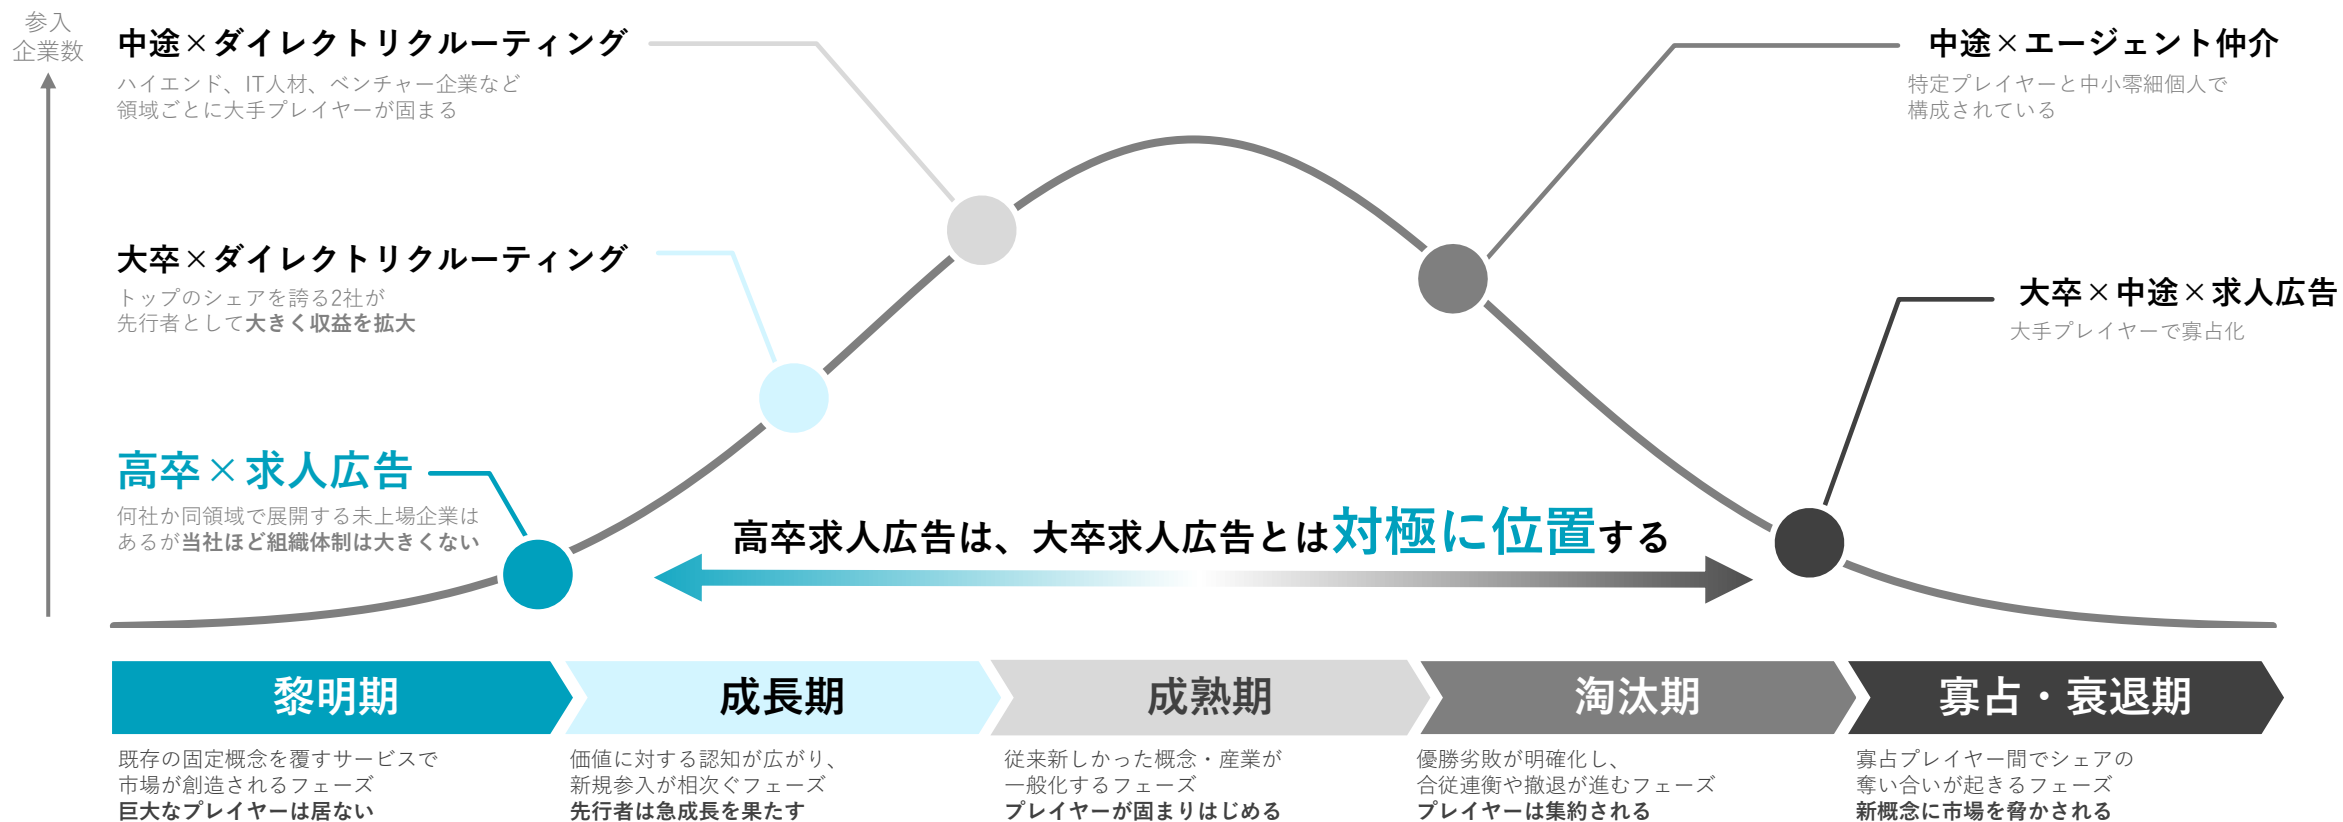 参入
企業数
中途×ダイレクトリクルーティング
ハイエンド、IT人材、ベンチャー企業など
領域ごとに大手プレイヤーが固まる
中途×エージェント仲介
特定プレイヤーと中小零細個人で
構成されている
大卒×ダイレクトリクルーティング
トップのシェアを誇る2社が
先行者として大きく収益を拡大
大卒×中途×求人広告
大手プレイヤーで寡占化
高卒×求人広告
何社か同領域で展開する未上場企業は
あるが当社ほど組織体制は大きくない
高卒求人広告は、大卒求人広告とは対極に位置する
黎明期
既存の固定概念を覆すサービスで
市場が創造されるフェーズ
巨大なプレイヤーは居ない
成長期
価値に対する認知が広がり、
新規参入が相次ぐフェーズ
先行者は急成長を果たす
成熟期
従来新しかった概念・産業が
一般化するフェーズ
プレイヤーが固まりはじめる
淘汰期
優勝劣敗が明確化し、
合従連衡や撤退が進むフェーズ
プレイヤーは集約される
寡占・衰退期
寡占プレイヤー間でシェアの
奪い合いが起きるフェーズ
新概念に市場を脅かされる